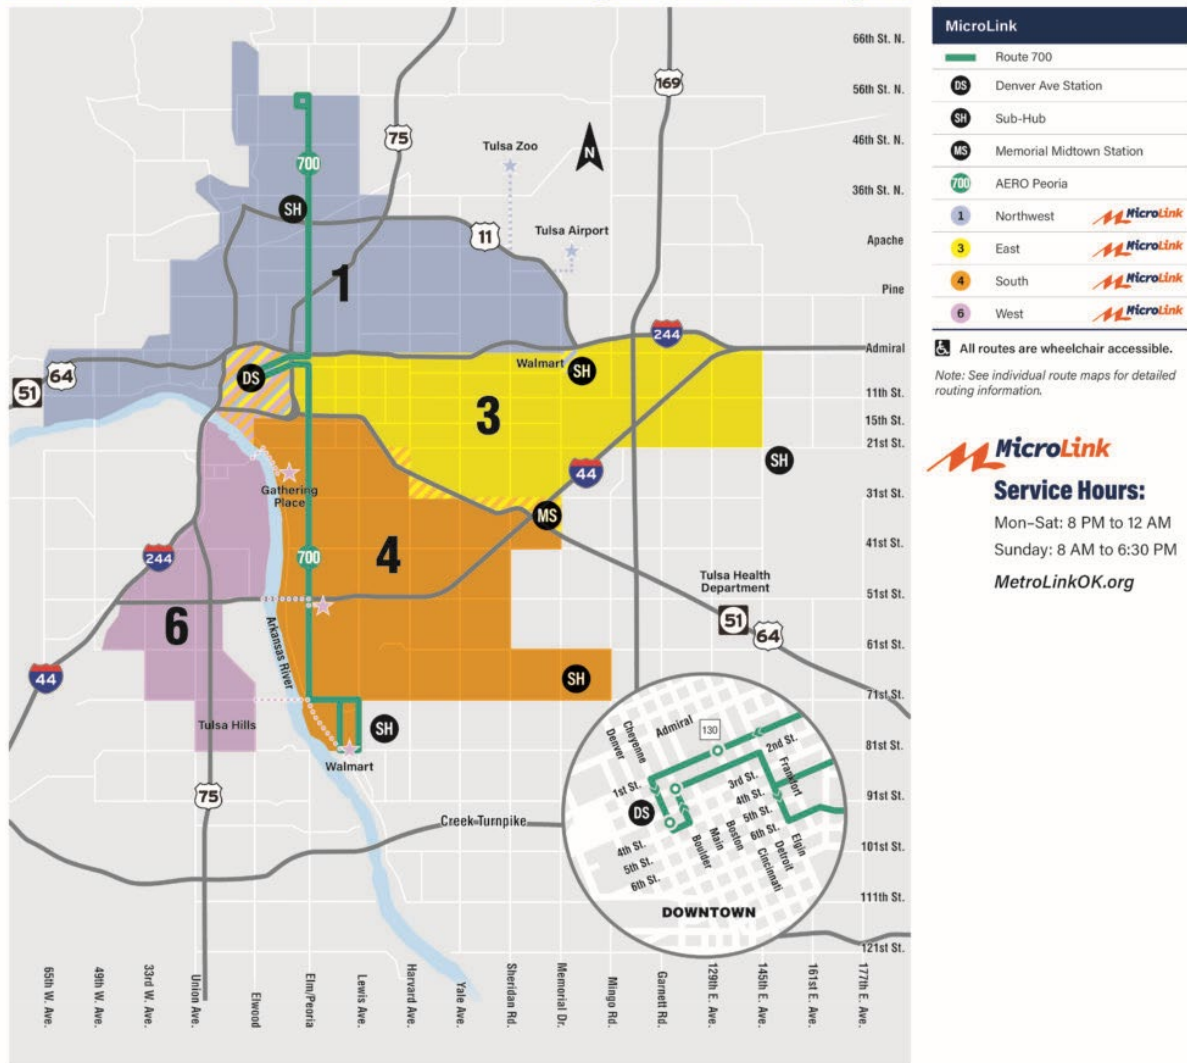 66th St. N.
169
56th St. N.
75
46th St. N.
Tulsa Zoo
N
700
36th St. N.
SH
11
Tulsa Airport
Apache
1
Pine
244
Admiral
Walmart
SH
64
51
DS
11th St.
3
15th St.
21st St.
SH
44
Gathering
Place
31st St.
MS
41st St.
700
4
244
Tulsa Health
Department
51st St.
51
64
6
Arkansas River
61st St.
44
SH
71st St.
Tulsa Hills
SH
81st St.
Walmart
75
91st St.
Creek Turnpike
101st St.
111th St.
121st St.
Denver
Cheyenne
Admiral
130
2nd St.
Frankfort
1st St.
3rd St.
4th St.
5th St.
6th St.
DS
Boulder
Main
Boston
Cincinnati
Detroit
Elgin
4th St.
5th St.
6th St.
DOWNTOWN
65th W. Ave.
49th W. Ave.
33rd W. Ave.
Union Ave.
Elwood
Elm/Peoria
Lewis Ave.
Harvard Ave.
Yale Ave.
Sheridan Rd.
Memorial Dr.
Mingo Rd.
Garnett Rd.
129th E. Ave.
145th E. Ave.
161st E. Ave.
177th E. Ave.
MicroLink
Route 700
DS Denver Ave Station
SH Sub-Hub
MS Memorial Midtown Station
700 AERO Peoria
1 Northwest MicroLink
3 East MicroLink
4 South MicroLink
6 West MicroLink
All routes are wheelchair accessible.
Note: See individual route maps for detailed
routing information.
MicroLink
Service Hours:
Mon–Sat: 8 PM to 12 AM
Sunday: 8 AM to 6:30 PM
MetroLinkOK.org